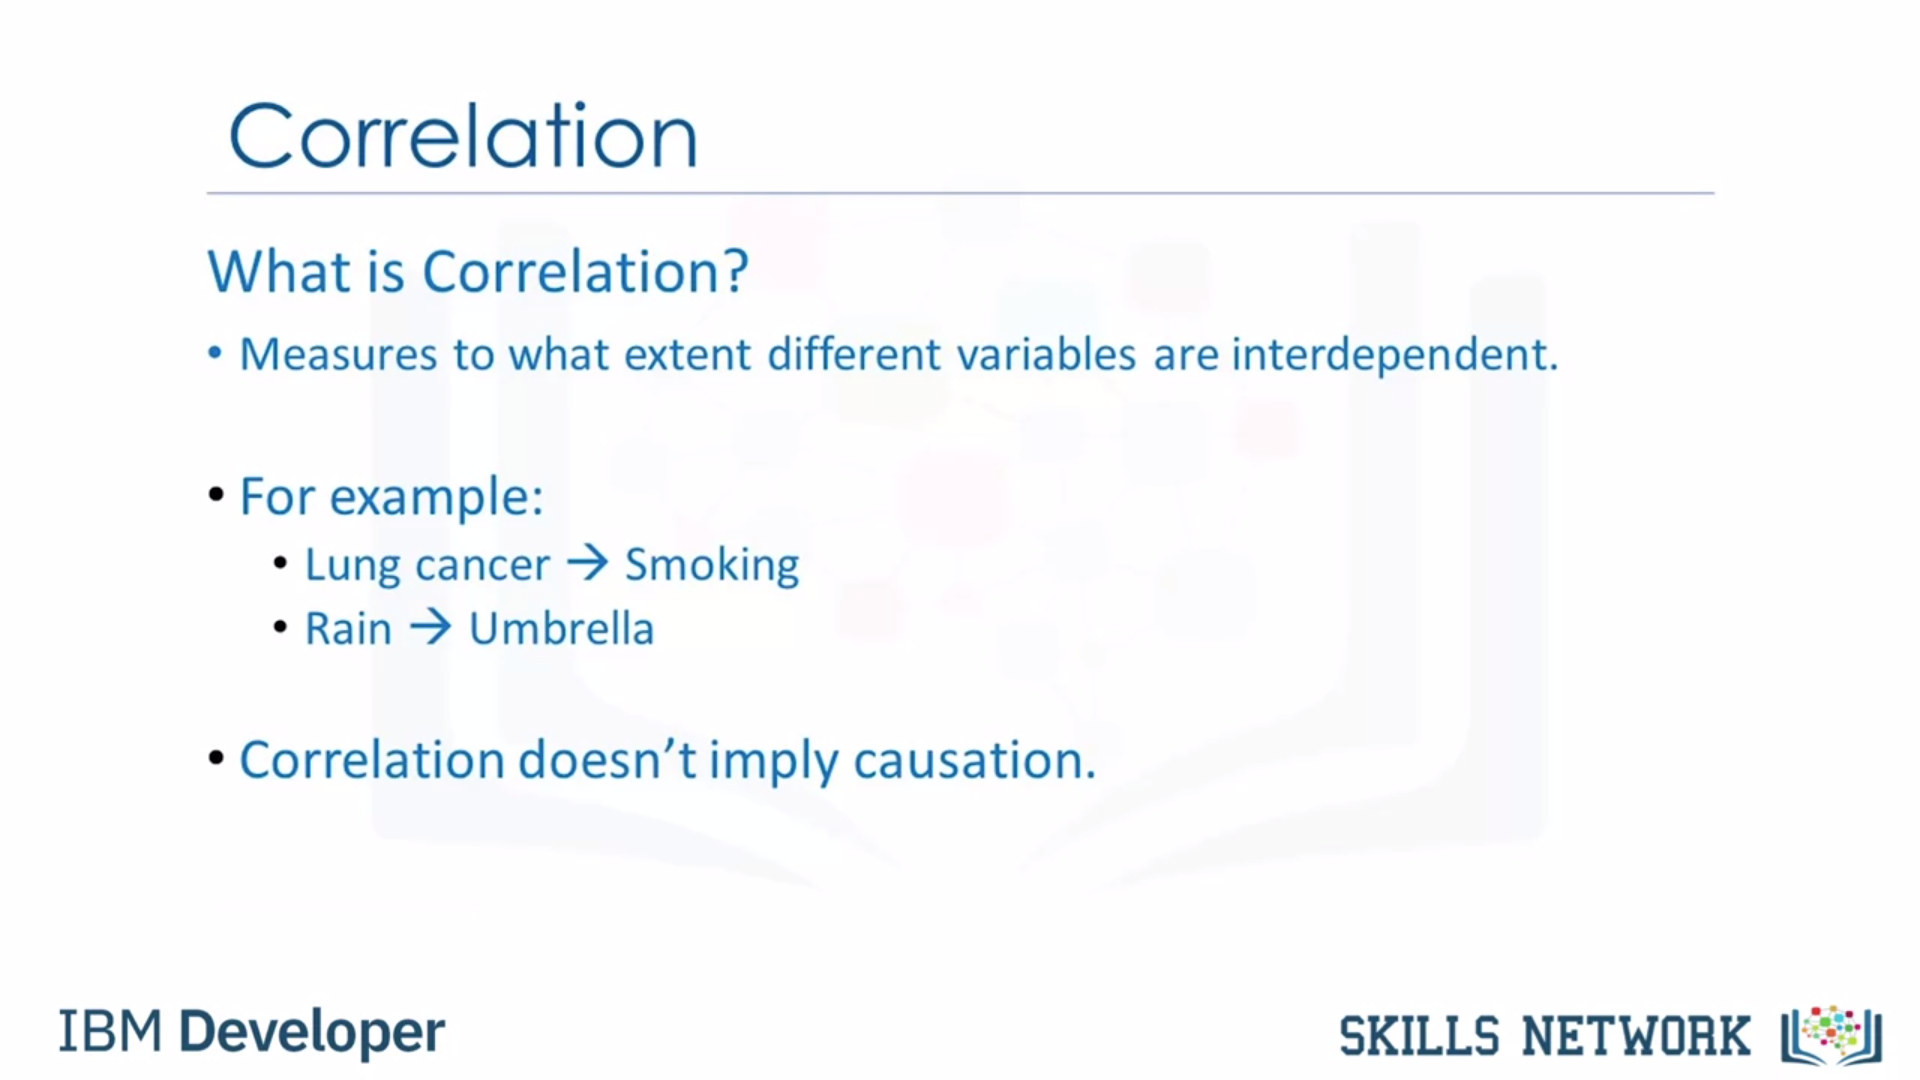 Correlation
What is Correlation?
• Measures to what extent different variables are interdependent.
• For example:
• Lung cancer → Smoking
• Rain → Umbrella
• Correlation doesn’t imply causation.
IBM Developer
SKILLS NETWORK